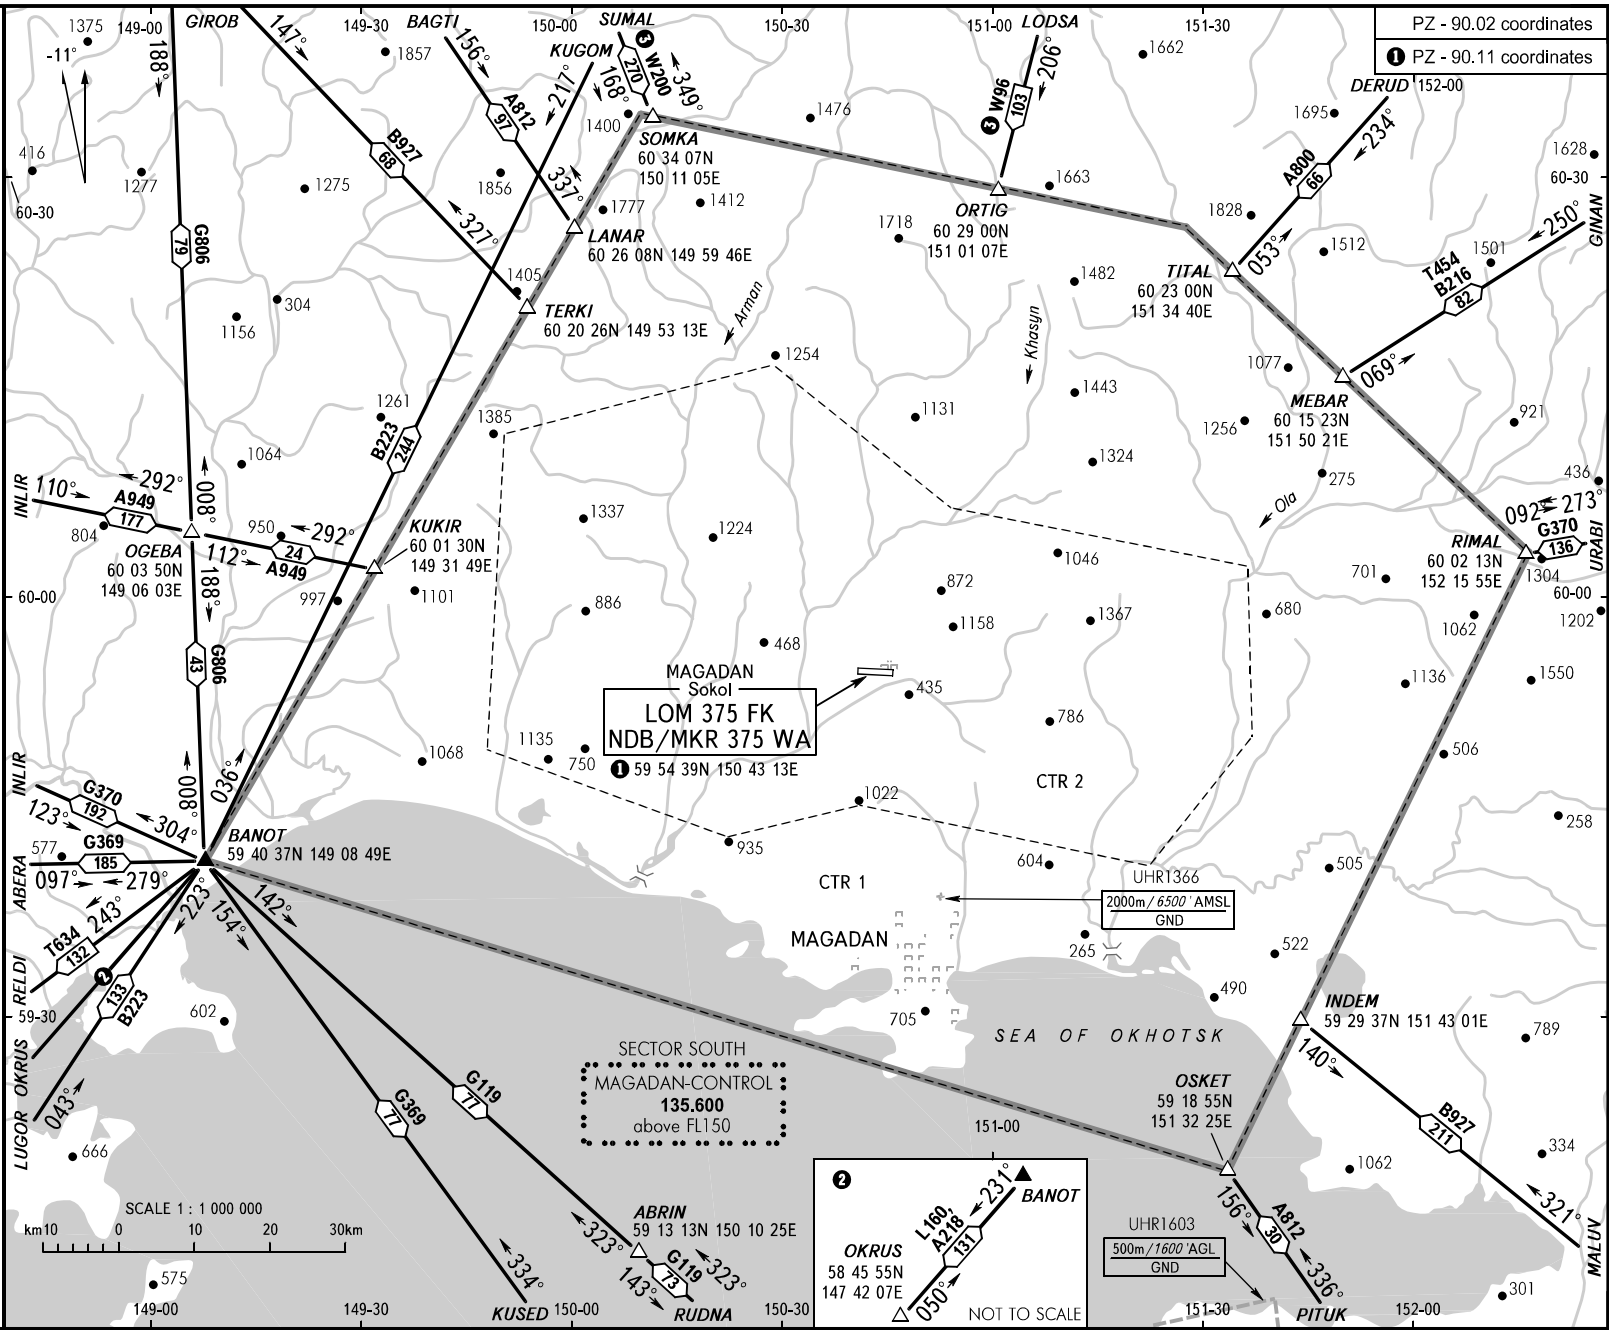 1375
149-00
GIROB
149-30
BAGTI
150-00
SUMAL
150-30
151-00
LODSA
151-30
PZ - 90.02 coordinates
1 PZ - 90.11 coordinates
-11°
188°
147°
1857
156°
KUGOM
217°
3 W200
270
168°
349°
3 W96
103
206°
1662
DERUD
152-00
416
1277
60-30
1275
B927
68
A812
97
1856
1400
SOMKA
60 34 07N
150 11 05E
1476
1695
A800
66
234°
1628
60-30
337°
1777
1412
1663
ORTIG
60 29 00N
151 01 07E
1718
1828
1512
250°
GINAN
G806
79
327°
LANAR
60 26 08N 149 59 46E
1482
TITAL
60 23 00N
151 34 40E
053°
1501
T454
B216
82
304
1156
1405
TERKI
60 20 26N 149 53 13E
Arman
Khasyn
1254
1077
069°
1261
1385
1443
1131
1256
MEBAR
60 15 23N
151 50 21E
921
B223
244
1064
1324
275
436
INLIR
110°
292°
A949
177
804
008°
950
292°
24
112°
A949
OGEBA
60 03 50N
149 06 03E
188°
KUKIR
60 01 30N
149 31 49E
1337
1224
1046
Ola
092°
273°
G370
136
URABI
RIMAL
60 02 13N
152 15 55E
1304
60-00
997
1101
886
872
1158
1367
701
680
1062
60-00
1202
G806
43
468
MAGADAN
Sokol
LOM 375 FK
NDB/MKR 375 WA
1 59 54 39N 150 43 13E
435
786
1136
1550
1068
1135
750
506
INLIR
G370
192
123°
304°
008°
036°
CTR 2
1022
258
577
G369
185
097°
279°
ABERA
BANOT
59 40 37N 149 08 49E
935
604
505
CTR 1
UHR1366
2000m/6500' AMSL
GND
T634
132
243°
223°
154°
142°
MAGADAN
265
522
RELDI
2
133
B223
490
705
INDEM
59 29 37N 151 43 01E
59-30
602
SEA OF OKHOTSK
789
OKRUS
LUGOR
043°
SECTOR SOUTH
MAGADAN-CONTROL
135.600
above FL150
G119
77
G369
77
OSKET
59 18 55N
151 32 25E
140°
B927
211
151-00
666
334
1062
SCALE 1 : 1 000 000
km10 0 10 20 30km
2
231°
BANOT
L160,
A218
131
OKRUS
58 45 55N
147 42 07E
050°
NOT TO SCALE
ABRIN
59 13 13N 150 10 25E
323°
G119
73
323°
143°
156°
A812
30
336°
321°
MALUV
UHR1603
500m/1600'AGL
GND
575
334°
301
149-00
149-30
KUSED
150-00
RUDNA
150-30
151-30
PITUK
152-00